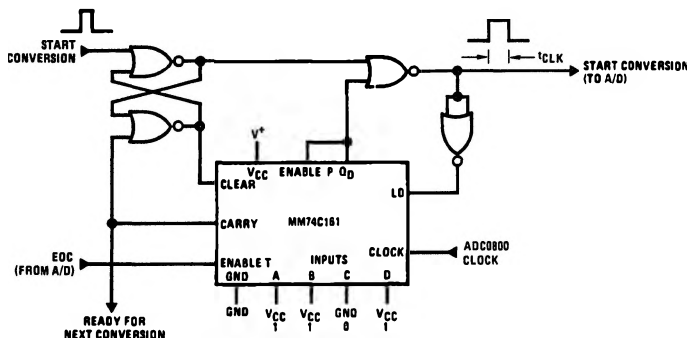 START
CONVERSION
tCLK
START CONVERSION
(TO A/D)
V+
VCC
ENABLE P QD
CLEAR
LD
MM74C161
CARRY
INPUTS
CLOCK
ADC0800
CLOCK
EOC
(FROM A/D)
ENABLE T
GND A B C D
GND VCC VCC GND VCC
1 1 0 1
READY FOR
NEXT CONVERSION